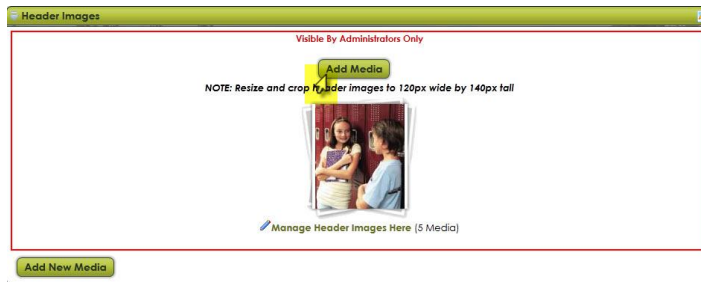 Header Images
Visible By Administrators Only
Add Media
NOTE: Resize and crop header images to 120px wide by 140px tall
Manage Header Images Here (5 Media)
Add New Media